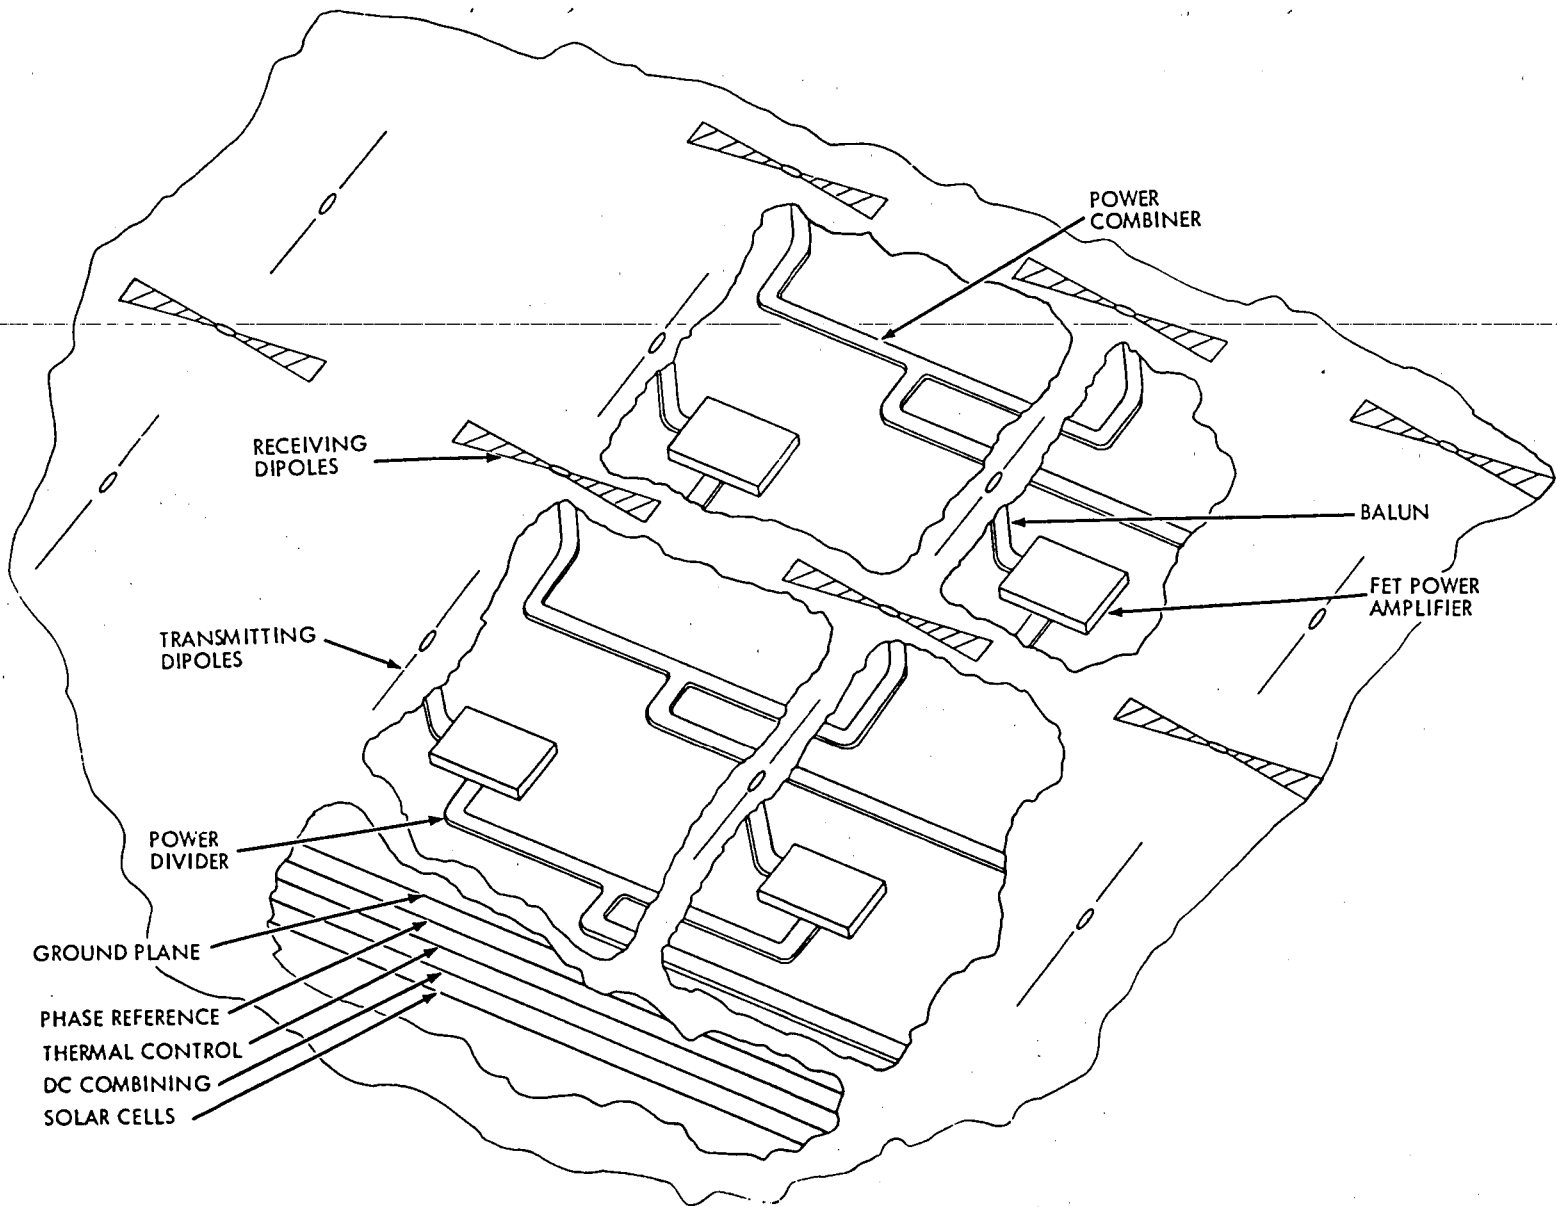 POWER
COMBINER
RECEIVING
DIPOLES
BALUN
FET POWER
AMPLIFIER
TRANSMITTING
DIPOLES
POWER
DIVIDER
GROUND PLANE
PHASE REFERENCE
THERMAL CONTROL
DC COMBINING
SOLAR CELLS